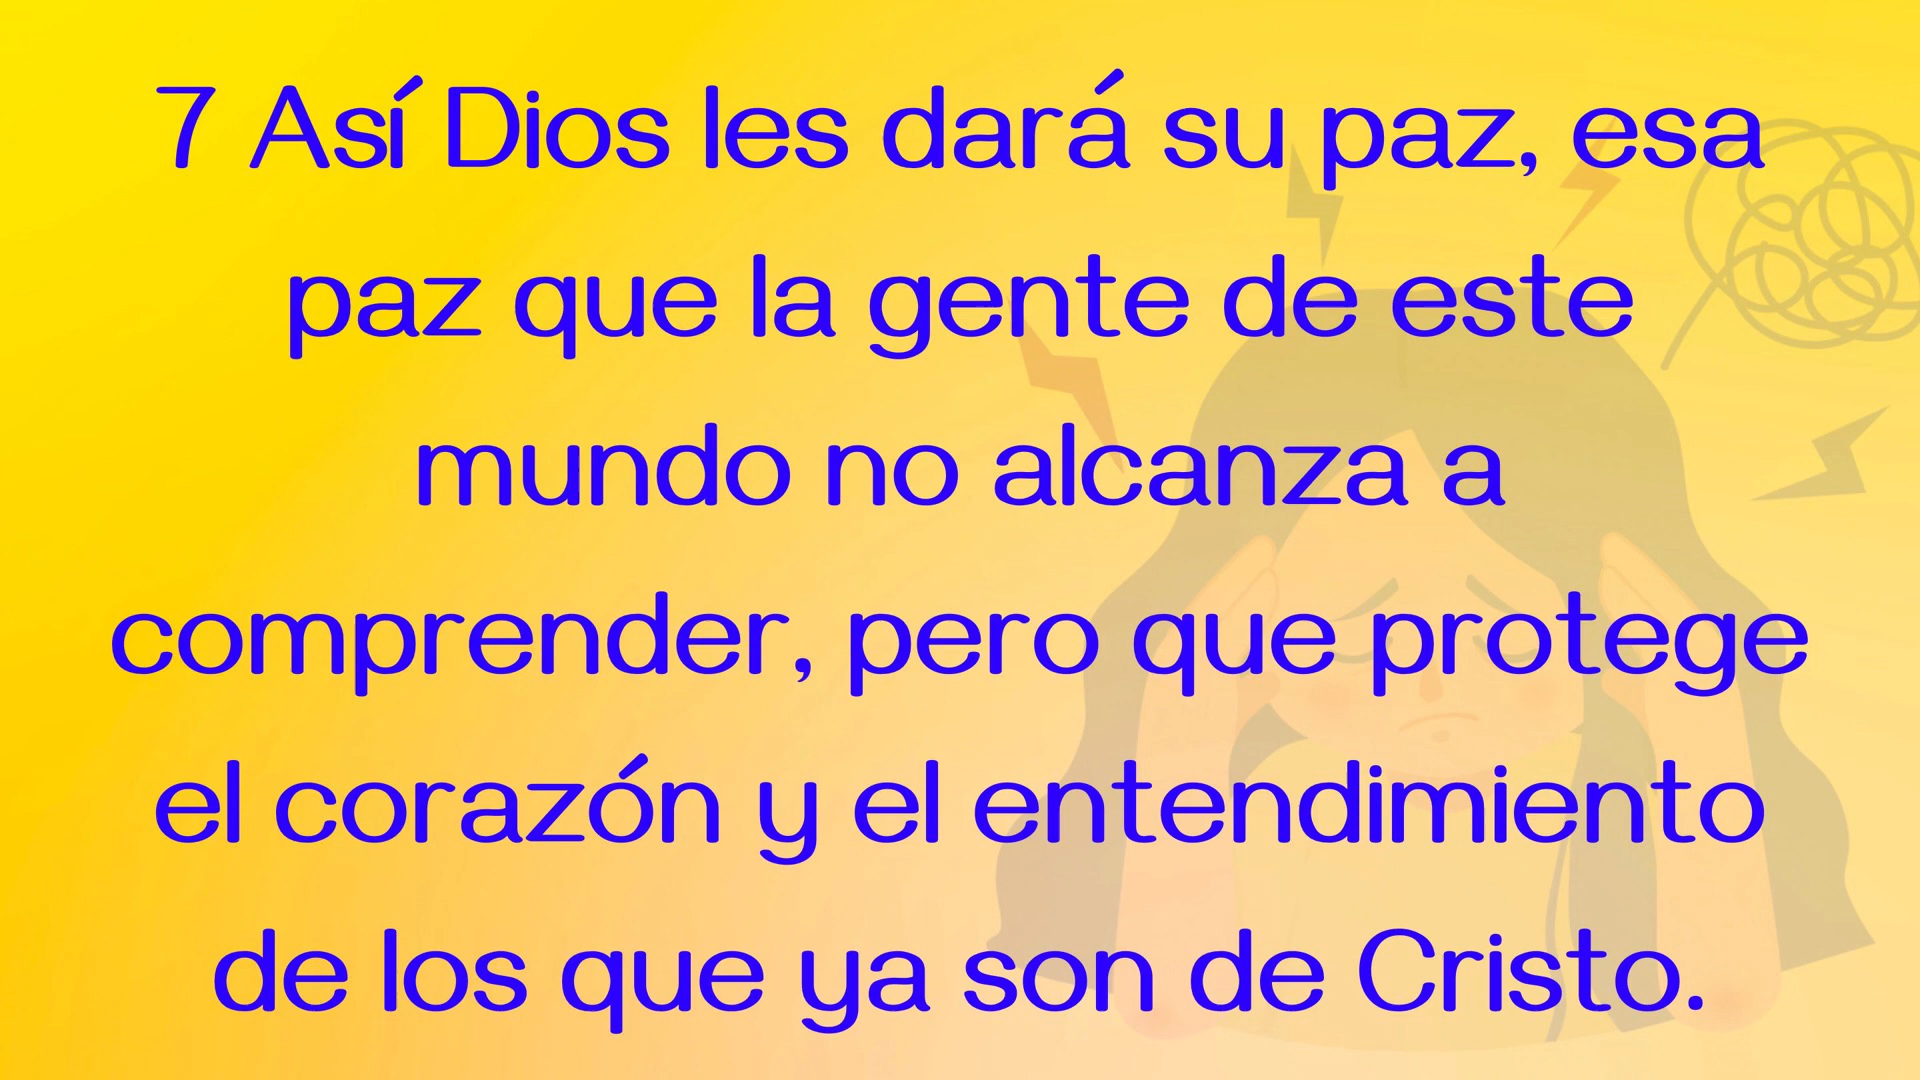 7 Así Dios les dará su paz, esa
paz que la gente de este
mundo no alcanza a
comprender, pero que protege
el corazón y el entendimiento
de los que ya son de Cristo.